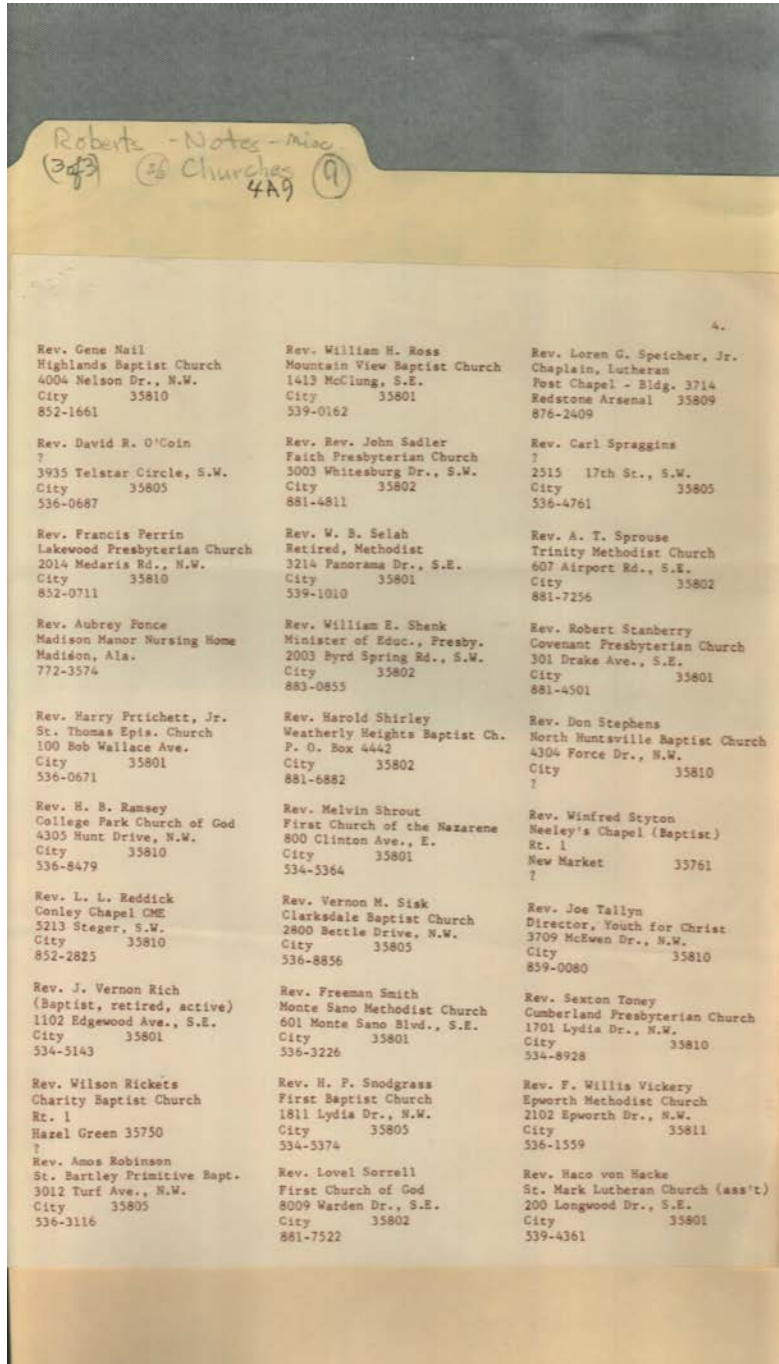 Roberts - Notes - Misc.
(3 of 3) Churches 9
4A9
4.
Rev. Gene Nail
Highlands Baptist Church
4004 Nelson Dr., N.W.
City 35810
852-1661
Rev. David R. O'Coin
?
3935 Telstar Circle, S.W.
City 35805
536-0687
Rev. Francis Perrin
Lakewood Presbyterian Church
2014 Medaris Rd., N.W.
City 35810
852-0711
Rev. Aubrey Ponce
Madison Manor Nursing Home
Madison, Ala.
772-3574
Rev. Harry Prtichett, Jr.
St. Thomas Epis. Church
100 Bob Wallace Ave.
City 35801
536-0671
Rev. H. B. Ramsey
College Park Church of God
4305 Hunt Drive, N.W.
City 35810
536-8479
Rev. L. L. Reddick
Conley Chapel CME
5213 Steger, S.W.
City 35810
852-2825
Rev. J. Vernon Rich
(Baptist, retired, active)
1102 Edgewood Ave., S.E.
City 35801
534-5143
Rev. Wilson Rickets
Charity Baptist Church
Rt. 1
Hazel Green 35750
?
Rev. Amos Robinson
St. Bartley Primitive Bapt.
3012 Turf Ave., N.W.
City 35805
536-3116
Rev. William H. Ross
Mountain View Baptist Church
1413 McClung, S.E.
City 35801
539-0162
Rev. Rev. John Sadler
Faith Presbyterian Church
5003 Whitesburg Dr., S.W.
City 35802
881-4811
Rev. W. B. Selah
Retired, Methodist
3214 Panorama Dr., S.E.
City 35801
539-1010
Rev. William E. Shenk
Minister of Educ., Presby.
2003 Byrd Spring Rd., S.W.
City 35802
883-0855
Rev. Harold Shirley
Weatherly Heights Baptist Ch.
P. O. Box 4442
City 35802
881-6882
Rev. Melvin Shrout
First Church of the Nazarene
800 Clinton Ave., E.
City 35801
534-5364
Rev. Vernon M. Sisk
Clarksdale Baptist Church
2800 Bettle Drive, N.W.
City 35805
536-8856
Rev. Freeman Smith
Monte Sano Methodist Church
601 Monte Sano Blvd., S.E.
City 35801
536-3226
Rev. H. P. Snodgrass
First Baptist Church
1811 Lydia Dr., N.W.
City 35805
534-5374
Rev. Lovel Sorrell
First Church of God
8009 Warden Dr., S.E.
City 35802
881-7522
Rev. Loren G. Speicher, Jr.
Chaplain, Lutheran
Post Chapel - Bldg. 3714
Redstone Arsenal 35809
876-2409
Rev. Carl Spraggins
?
2515 17th St., S.W.
City 35805
536-4761
Rev. A. T. Sprouse
Trinity Methodist Church
607 Airport Rd., S.E.
City 35802
881-7256
Rev. Robert Stanberry
Covenant Presbyterian Church
301 Drake Ave., S.E.
City 35801
881-4501
Rev. Don Stephens
North Huntsville Baptist Church
4304 Force Dr., N.W.
City 35810
?
Rev. Winfred Styton
Neeley's Chapel (Baptist)
Rt. 1
New Market 35761
?
Rev. Joe Tallyn
Director, Youth for Christ
3709 McEwen Dr., N.W.
City 35810
859-0080
Rev. Sexton Toney
Cumberland Presbyterian Church
1701 Lydia Dr., N.W.
City 35810
534-8928
Rev. F. Willis Vickery
Epworth Methodist Church
2102 Epworth Dr., N.W.
City 35811
536-1559
Rev. Haco von Hacke
St. Mark Lutheran Church (ass't)
200 Longwood Dr., S.E.
City 35801
539-4361